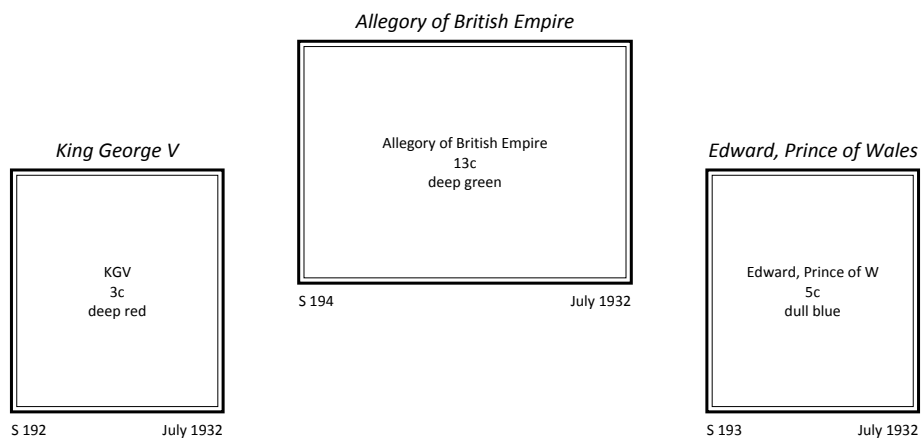 Allegory of British Empire
Allegory of British Empire
13c
deep green
S 194 July 1932
King George V
KGV
3c
deep red
S 192 July 1932
Edward, Prince of Wales
Edward, Prince of W
5c
dull blue
S 193 July 1932